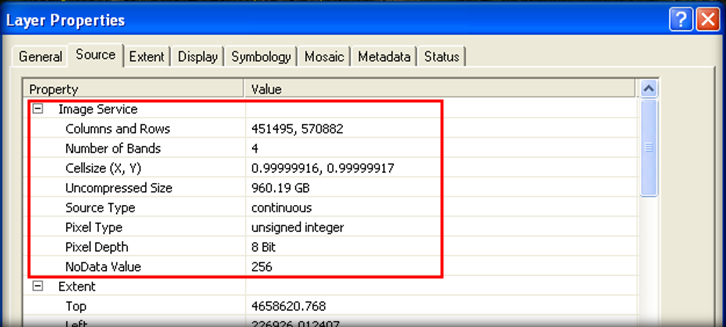 Layer Properties
General Source Extent Display Symbology Mosaic Metadata Status
Property Value
Image Service
Columns and Rows 451495, 570882
Number of Bands 4
Cellsize (X, Y) 0.99999916, 0.99999917
Uncompressed Size 960.19 GB
Source Type continuous
Pixel Type unsigned integer
Pixel Depth 8 Bit
NoData Value 256
Extent
Top 4658620.768
Left 226926.012407